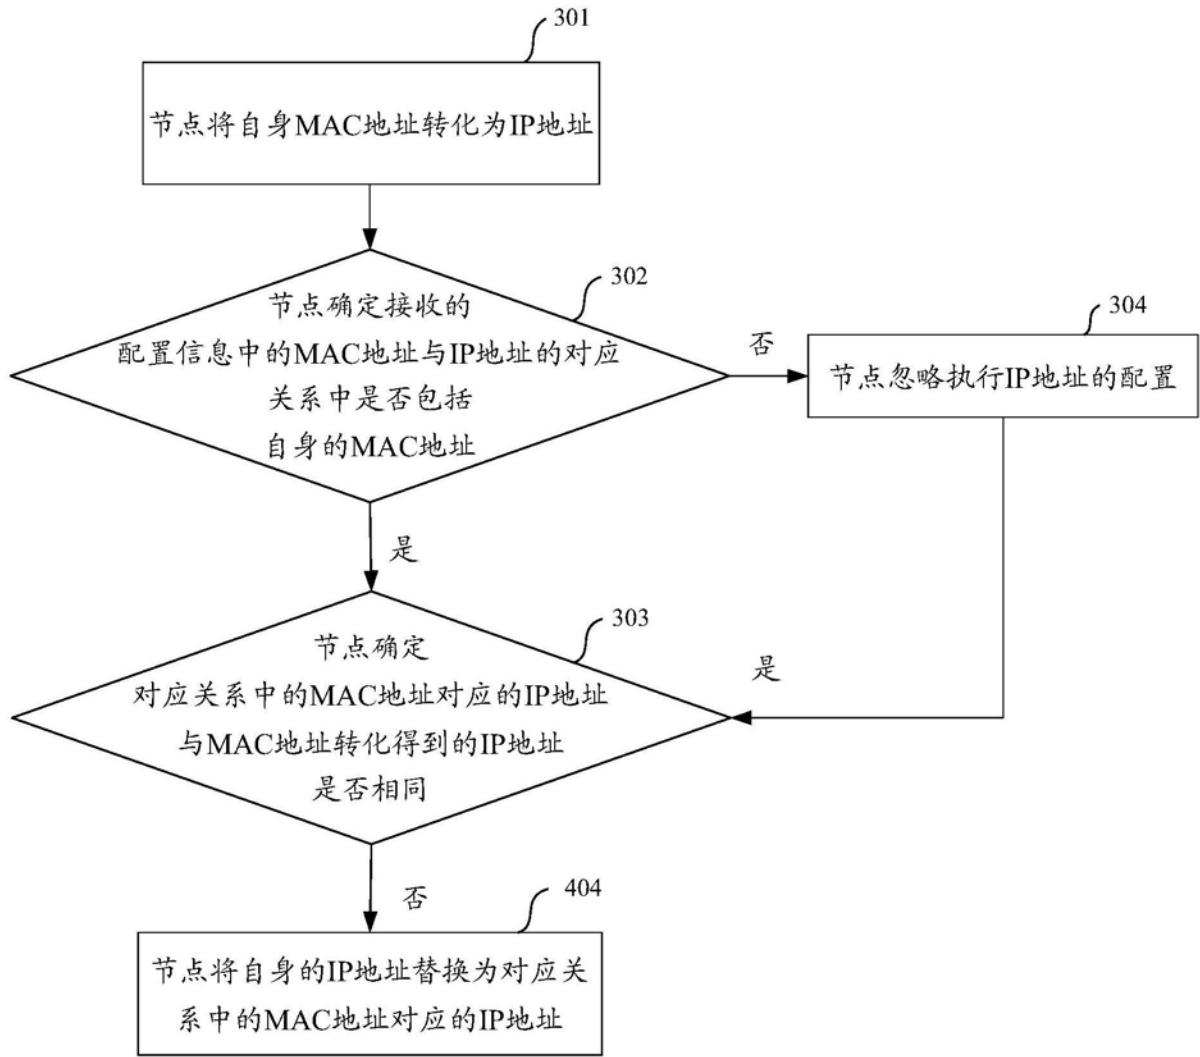 301
节点将自身MAC地址转化为IP地址
302
节点确定接收的
配置信息中的MAC地址与IP地址的对应
关系中是否包括
自身的MAC地址
否
304
节点忽略执行IP地址的配置
是
303
节点确定
对应关系中的MAC地址对应的IP地址
与MAC地址转化得到的IP地址
是否相同
是
否
404
节点将自身的IP地址替换为对应关
系中的MAC地址对应的IP地址